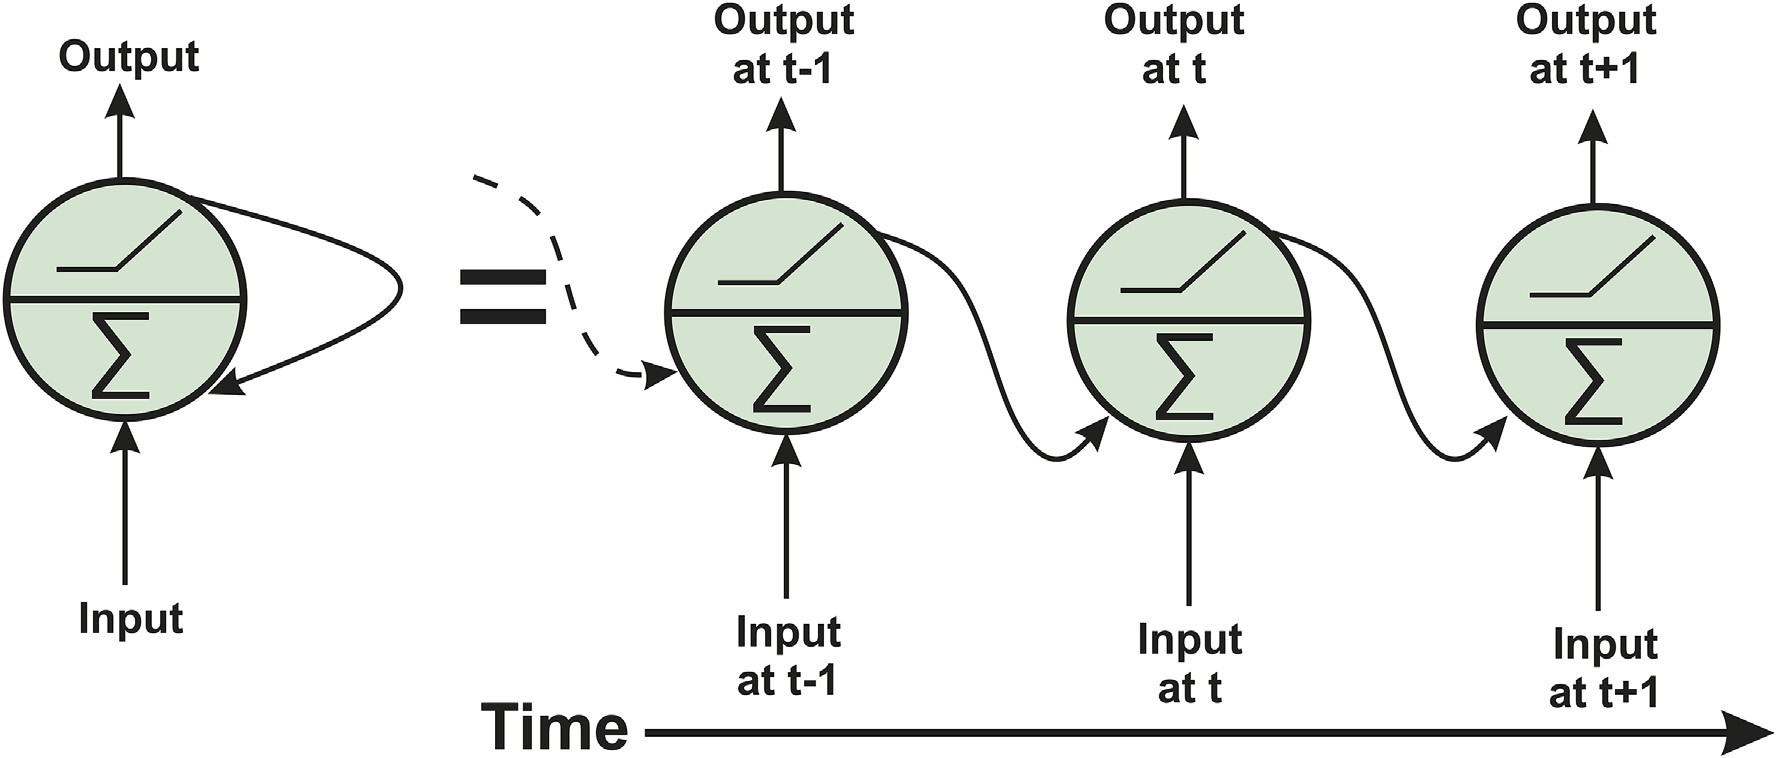 Output
Input
=
Output
at t-1
Output
at t
Output
at t+1
∑
∑
∑
∑
Input
at t-1
Input
at t
Input
at t+1
Time